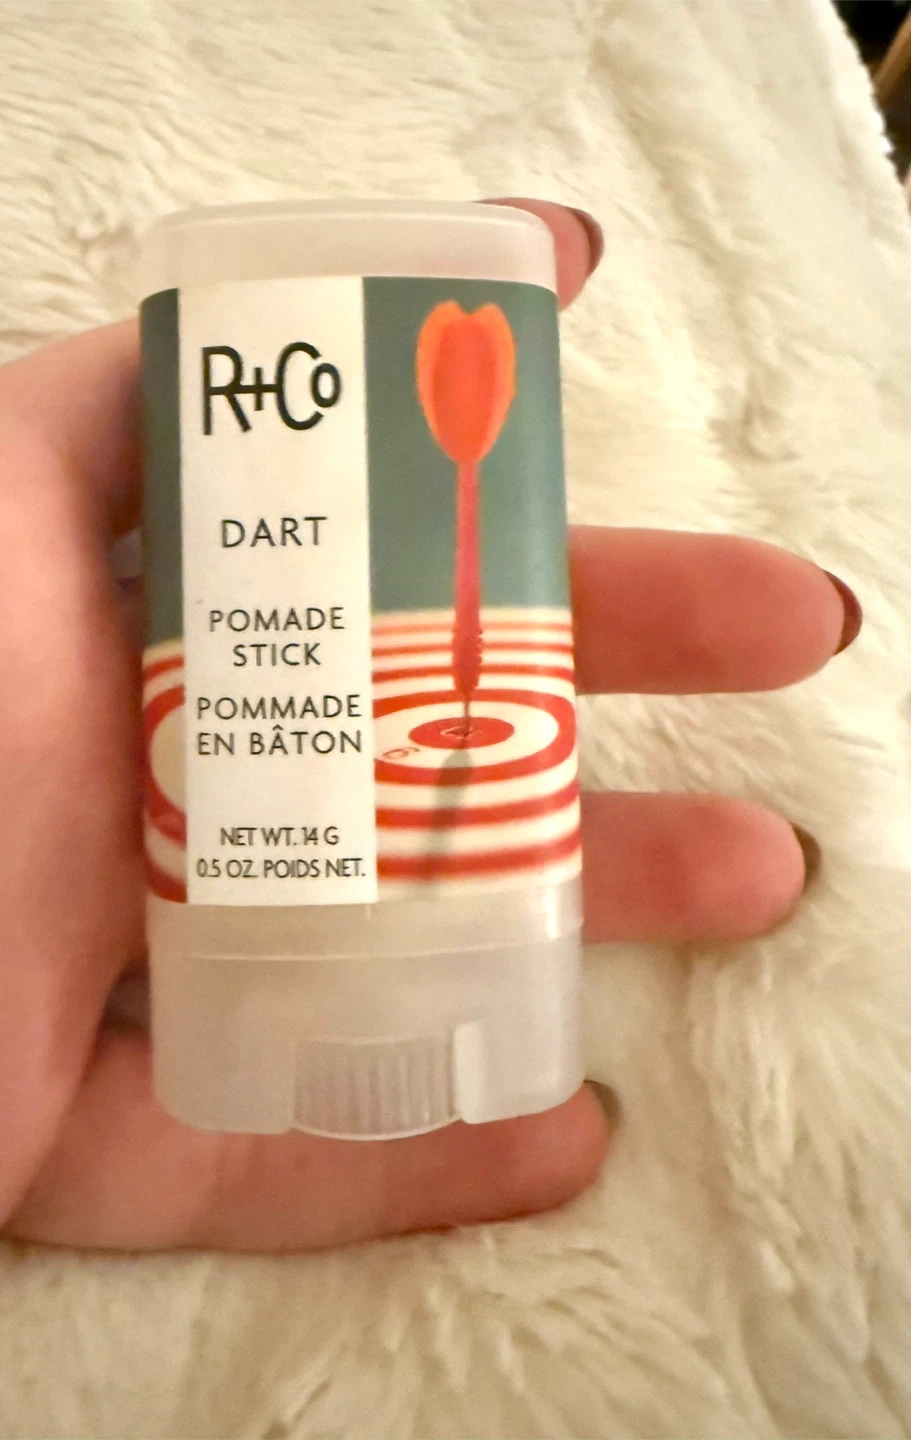 R+Co
DART
POMADE
STICK
POMMADE
EN BÂTON
NET WT. 14 G
0.5 OZ. POIDS NET.